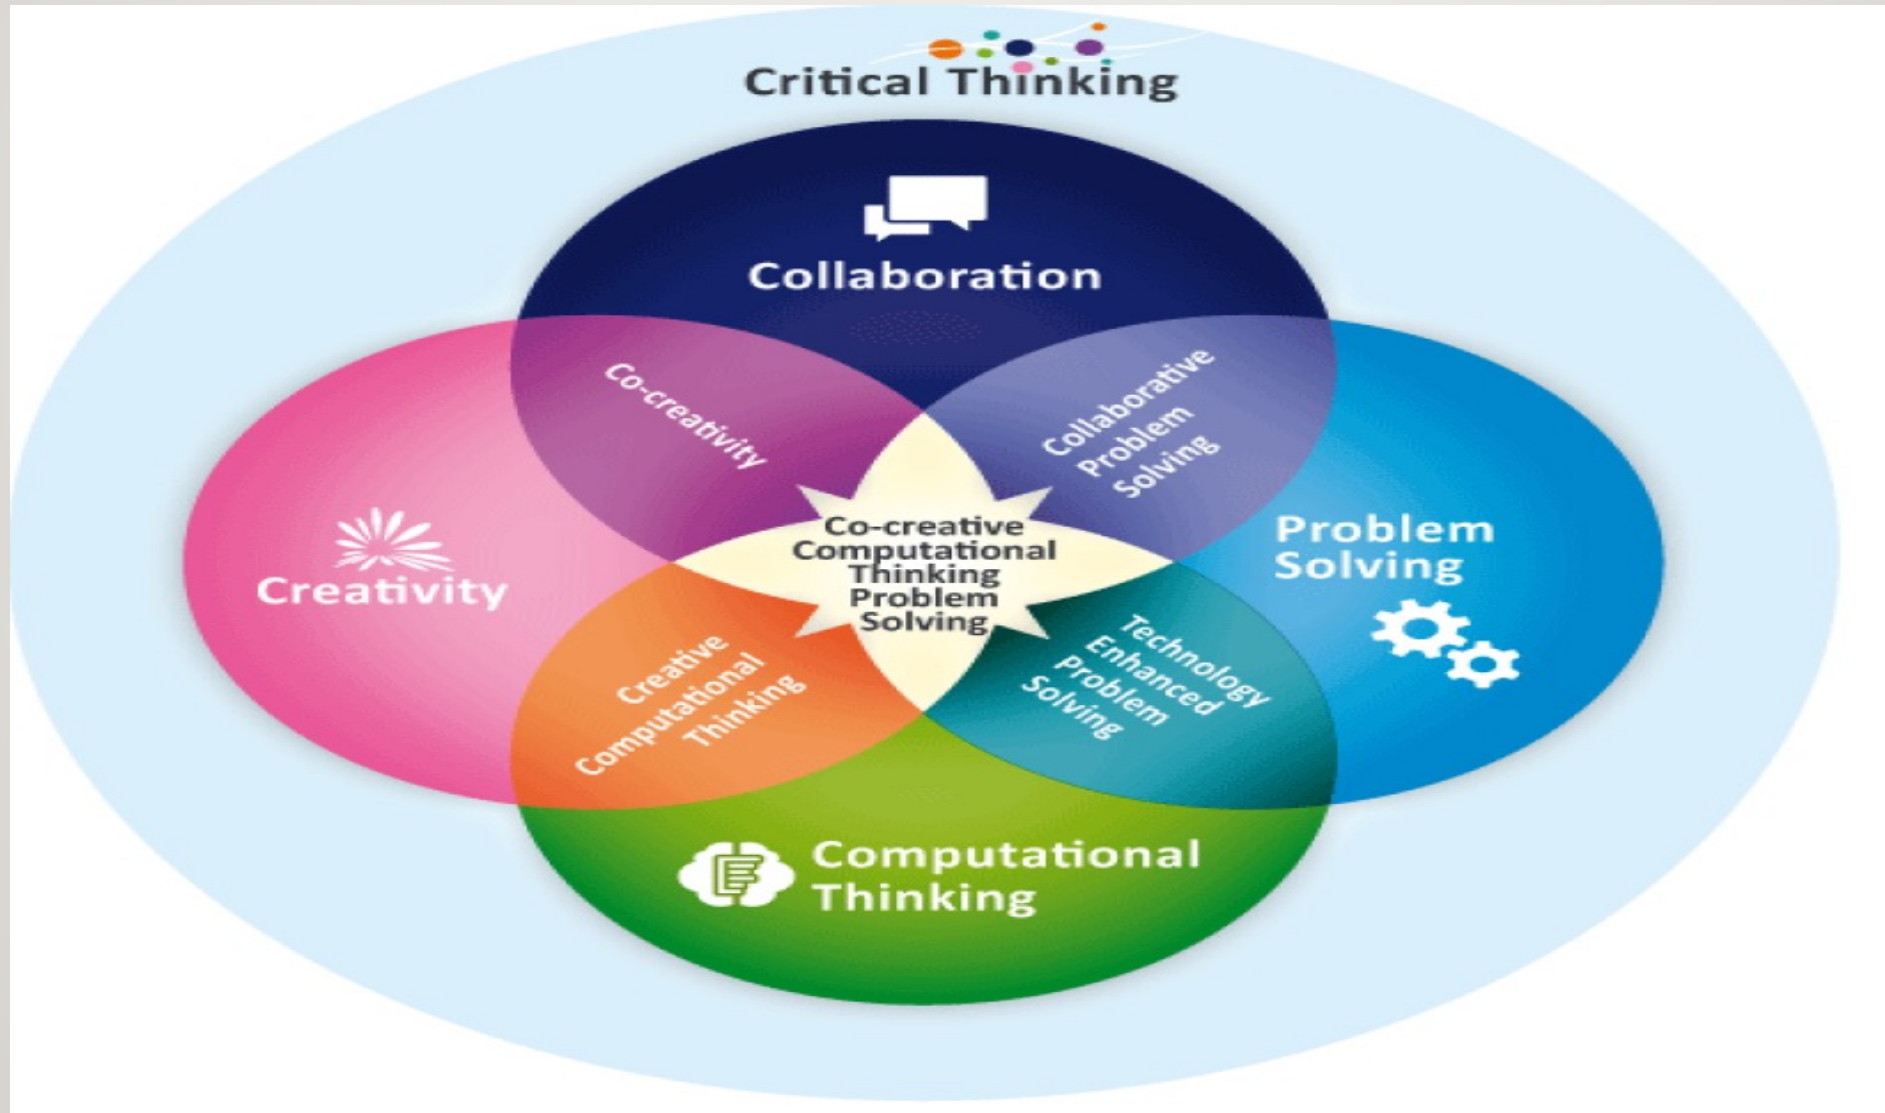 Critical Thinking
Collaboration
Co-creativity
Collaborative
Problem
Solving
Creativity
Co-creative
Computational
Thinking
Problem
Solving
Problem
Solving
Creative
Computational
Thinking
Technology
Enhanced
Problem
Solving
Computational
Thinking